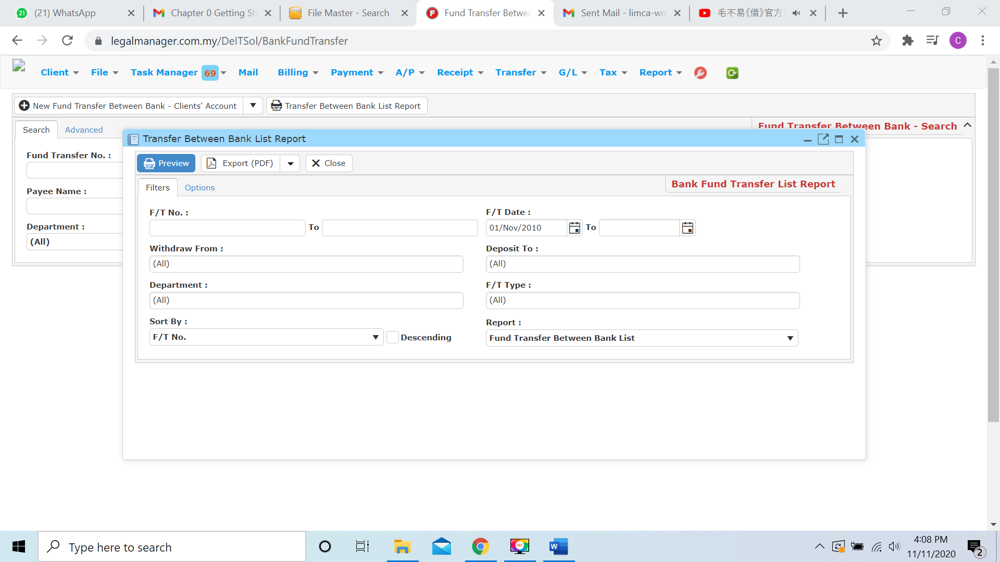 (21) WhatsApp
Chapter 0 Getting Sta
File Master - Search
Fund Transfer Betwee
Sent Mail - limca-wm
毛不易《借》官方
legalmanager.com.my/DeITSol/BankFundTransfer
C
Client File Task Manager 69 Mail Billing Payment A/P Receipt Transfer G/L Tax Report
New Fund Transfer Between Bank - Clients' Account
Transfer Between Bank List Report
Search
Advanced
Fund Transfer Between Bank - Search
Fund Transfer No. :
Payee Name :
Department :
(All)
Transfer Between Bank List Report
Preview
Export (PDF)
Close
Filters
Options
Bank Fund Transfer List Report
F/T No. :
To
F/T Date :
01/Nov/2010
To
Withdraw From :
(All)
Deposit To :
(All)
Department :
(All)
F/T Type :
(All)
Sort By :
F/T No.
Descending
Report :
Fund Transfer Between Bank List
Type here to search
4:08 PM
11/11/2020
2